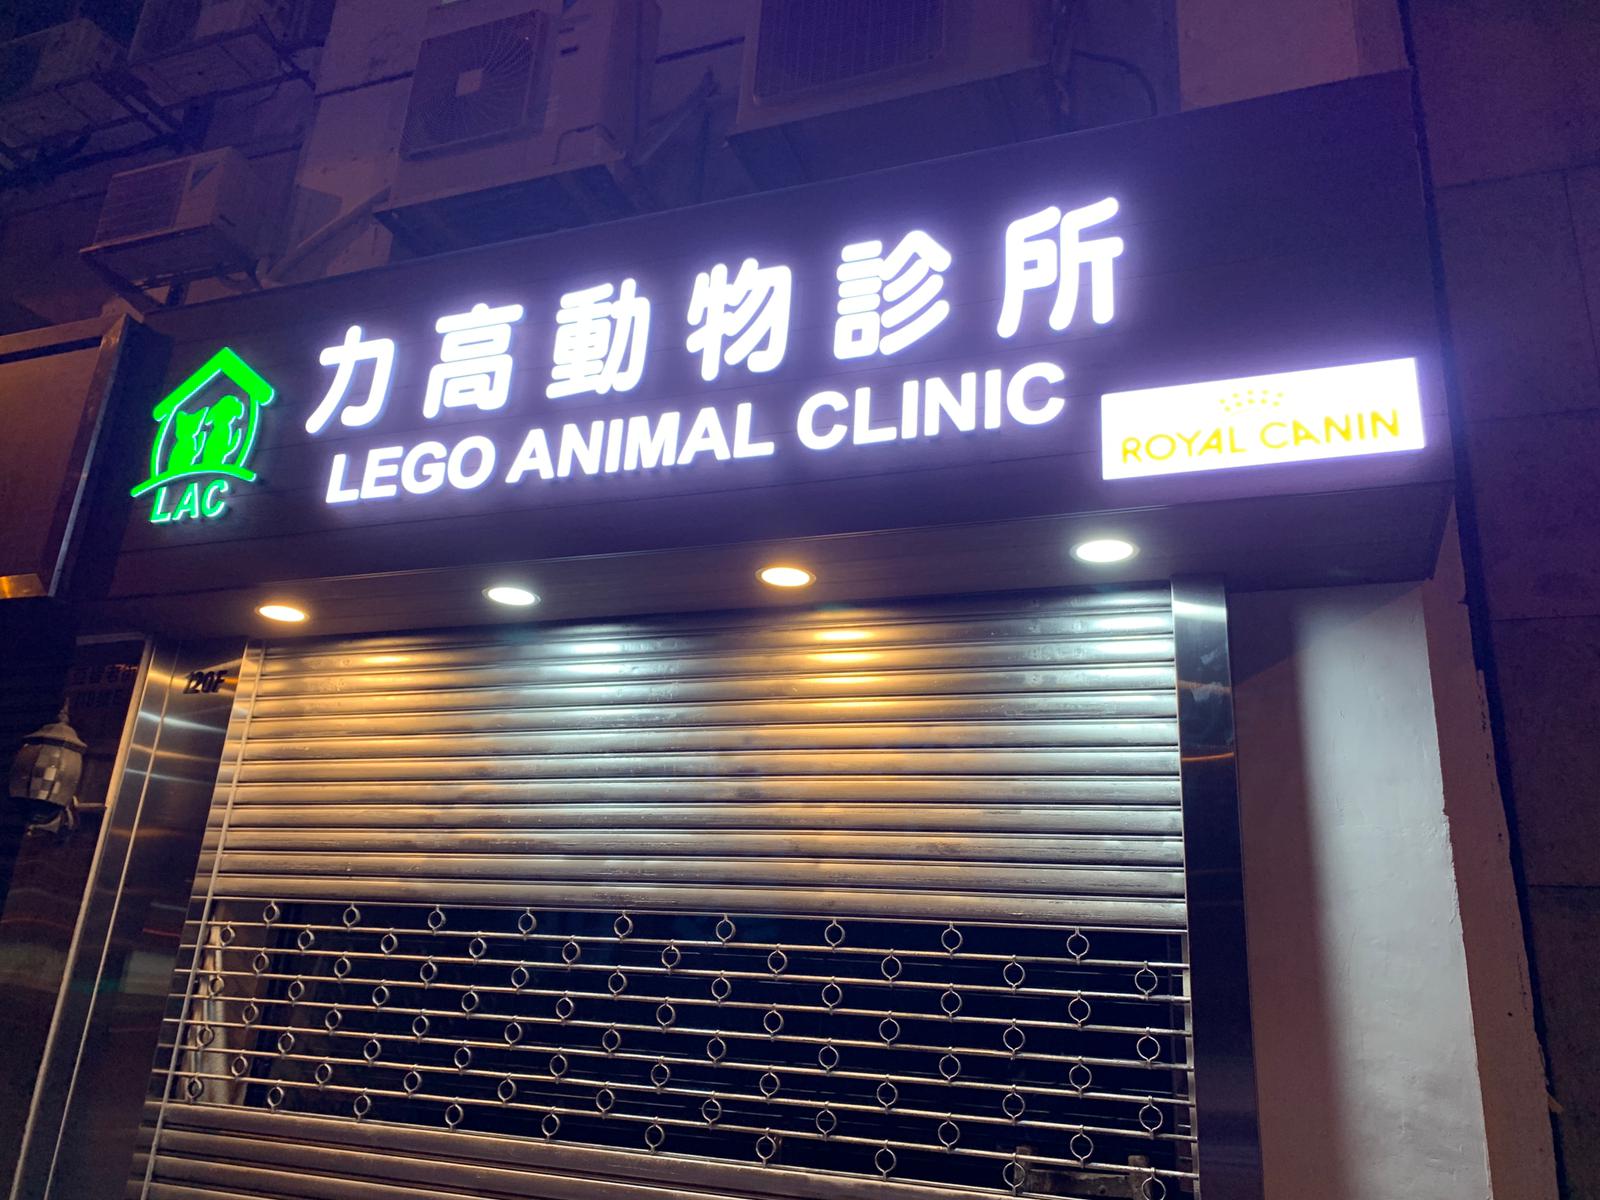 力高動物診所
LEGO ANIMAL CLINIC
LAC
ROYAL CANIN
120F